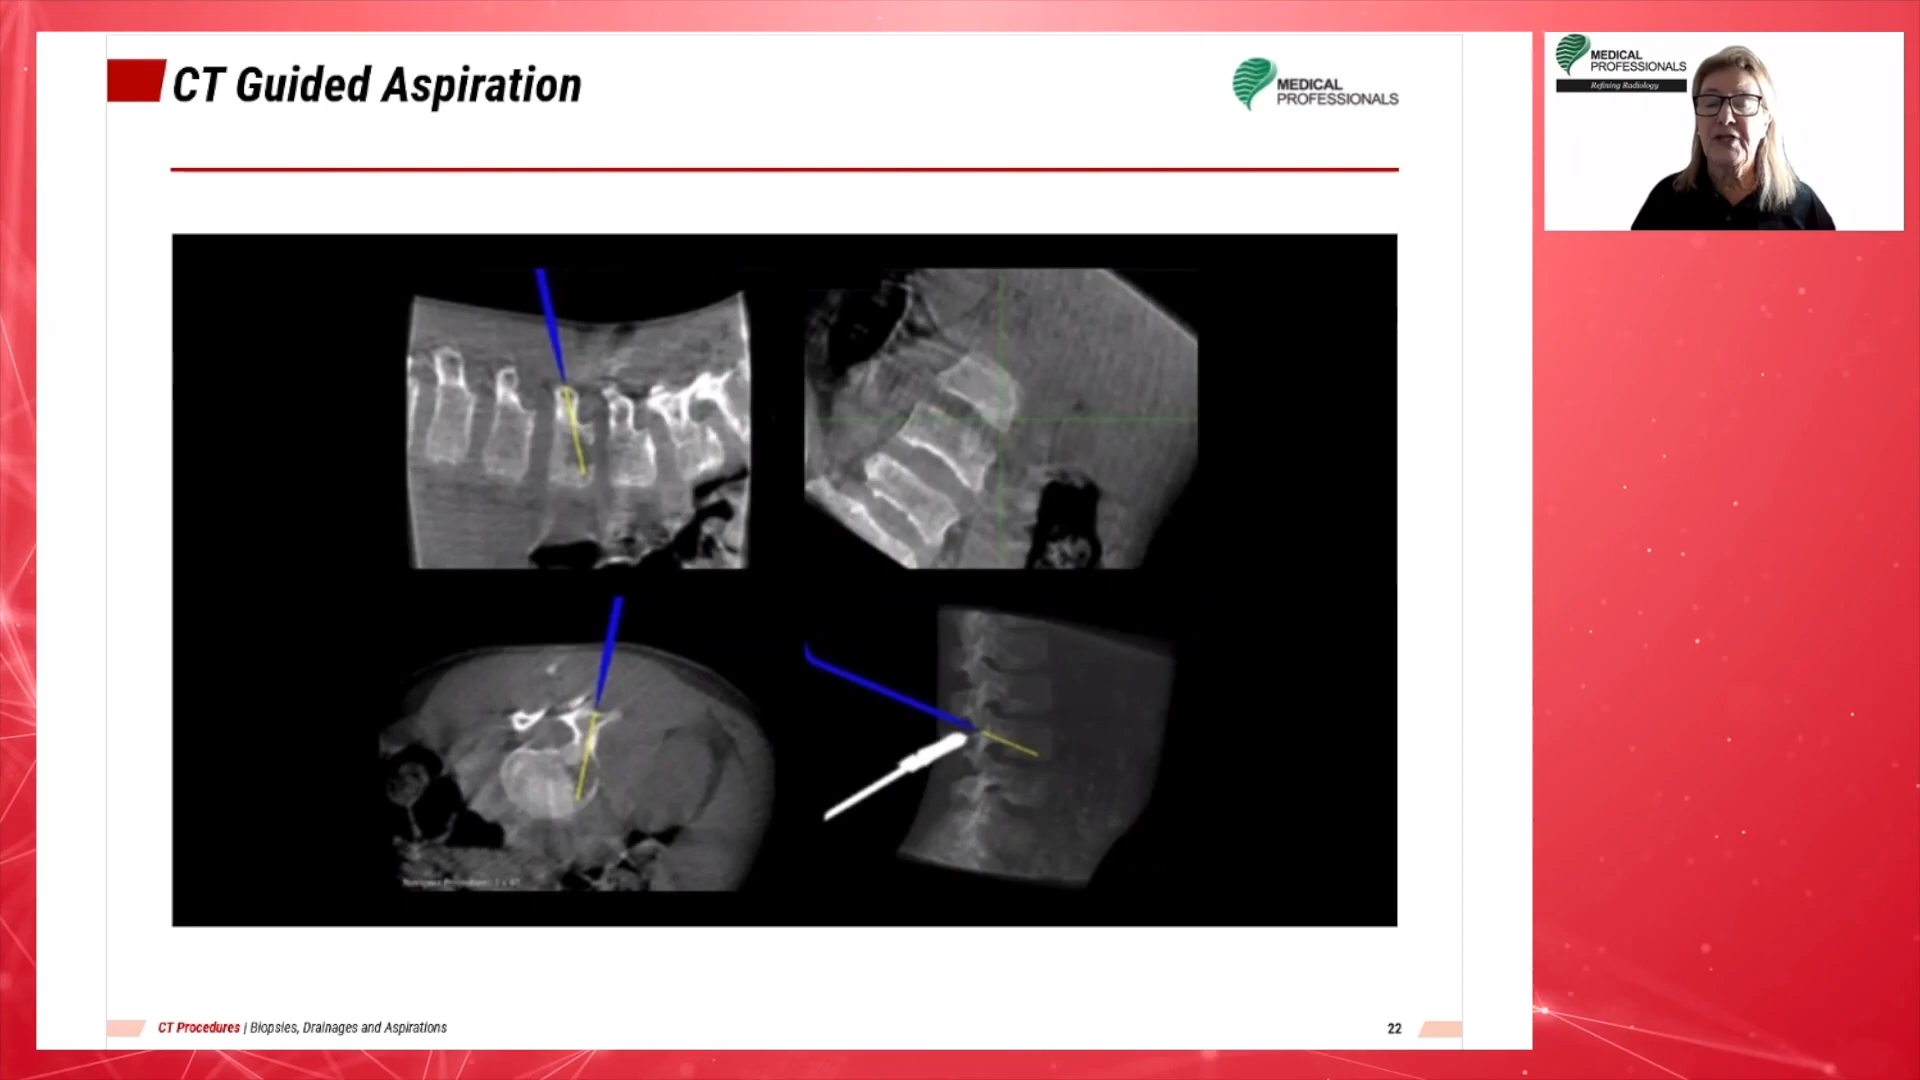 CT Guided Aspiration
MEDICAL
PROFESSIONALS
MEDICAL
PROFESSIONALS
Refining Radiology
CT Procedures | Biopsies, Drainages and Aspirations
22